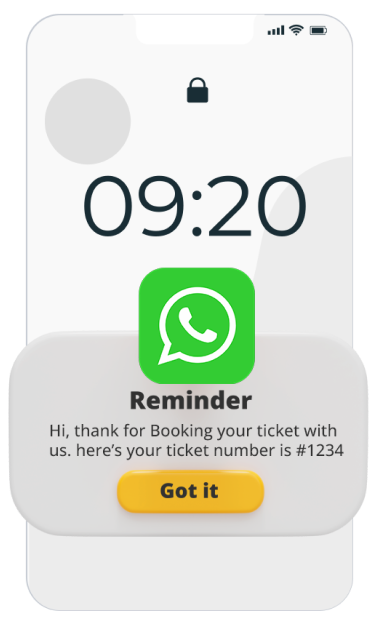 09:20
Reminder
Hi, thank for Booking your ticket with
us. here's your ticket number is #1234
Got it